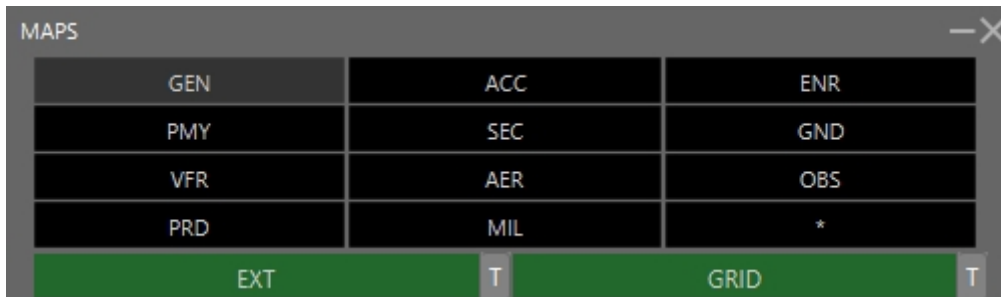 MAPS
GEN ACC ENR
PMY SEC GND
VFR AER OBS
PRD MIL *
EXT T GRID T